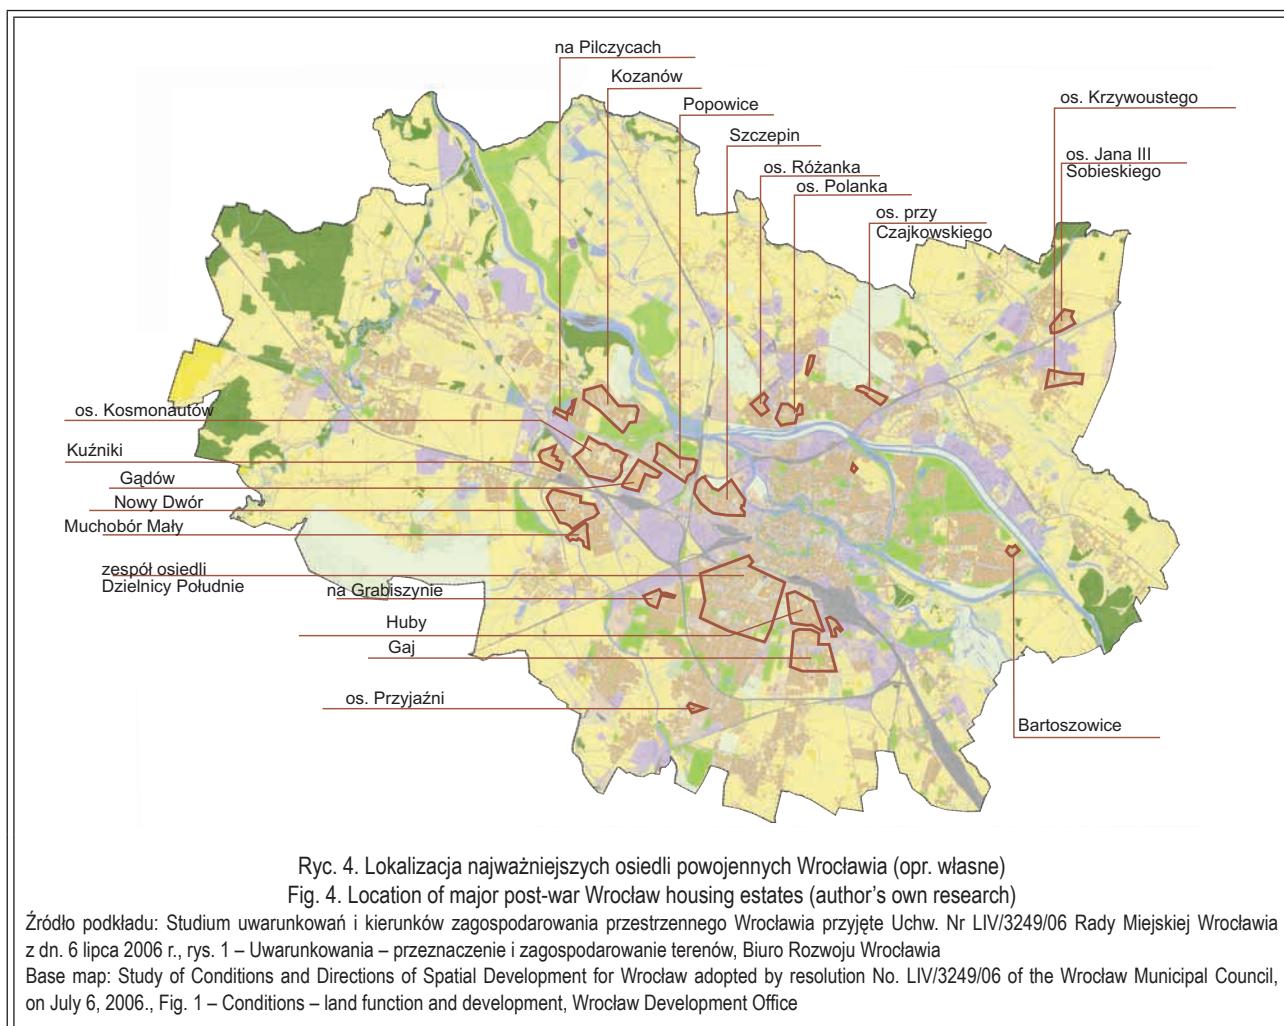 na Pilczycach
Kozanów
Popowice
Szczepin
os. Różanka
os. Polanka
os. przy
Czajkowskiego
os. Krzywoustego
os. Jana III
Sobieskiego
os. Kosmonautów
Kuźniki
Gądów
Nowy Dwór
Muchobór Mały
zespół osiedli
Dzielnicy Południe
na Grabiszynie
Huby
Gaj
os. Przyjaźni
Bartoszowice
Ryc. 4. Lokalizacja najważniejszych osiedli powojennych Wrocławia (opr. własne)
Fig. 4. Location of major post-war Wrocław housing estates (author's own research)
Źródło podkładu: Studium uwarunkowań i kierunków zagospodarowania przestrzennego Wrocławia przyjęte Uchw. Nr LIV/3249/06 Rady Miejskiej Wrocławia
z dn. 6 lipca 2006 r., rys. 1 – Uwarunkowania – przeznaczenie i zagospodarowanie terenów, Biuro Rozwoju Wrocławia
Base map: Study of Conditions and Directions of Spatial Development for Wrocław adopted by resolution No. LIV/3249/06 of the Wrocław Municipal Council,
on July 6, 2006., Fig. 1 – Conditions – land function and development, Wrocław Development Office